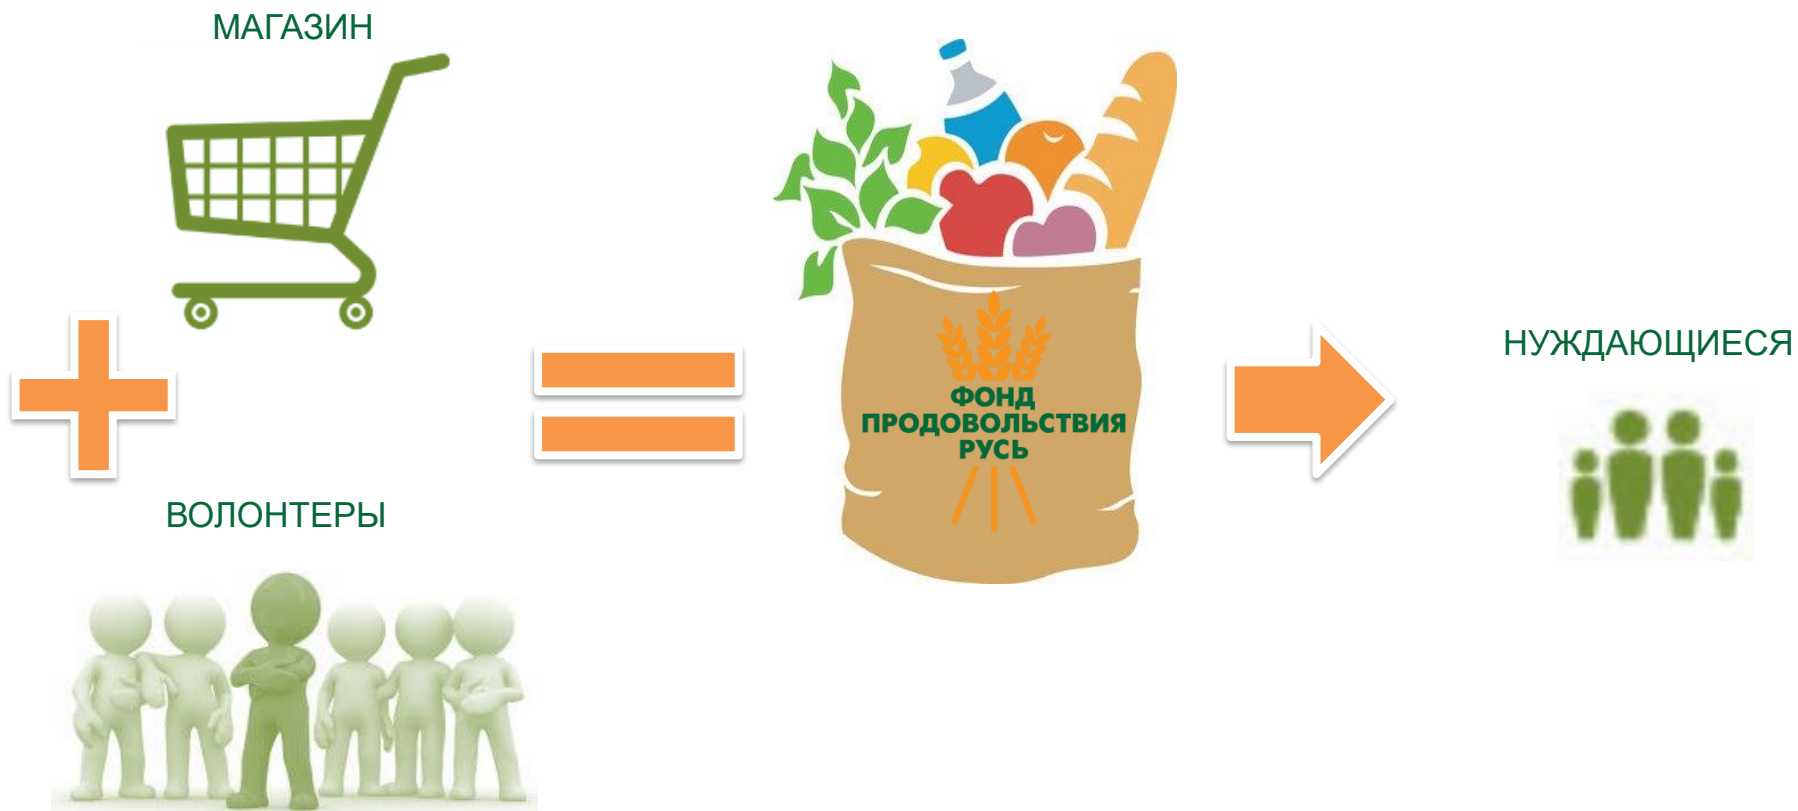 МАГАЗИН
ВОЛОНТЕРЫ
ФОНД
ПРОДОВОЛЬСТВИЯ
РУСЬ
НУЖДАЮЩИЕСЯ